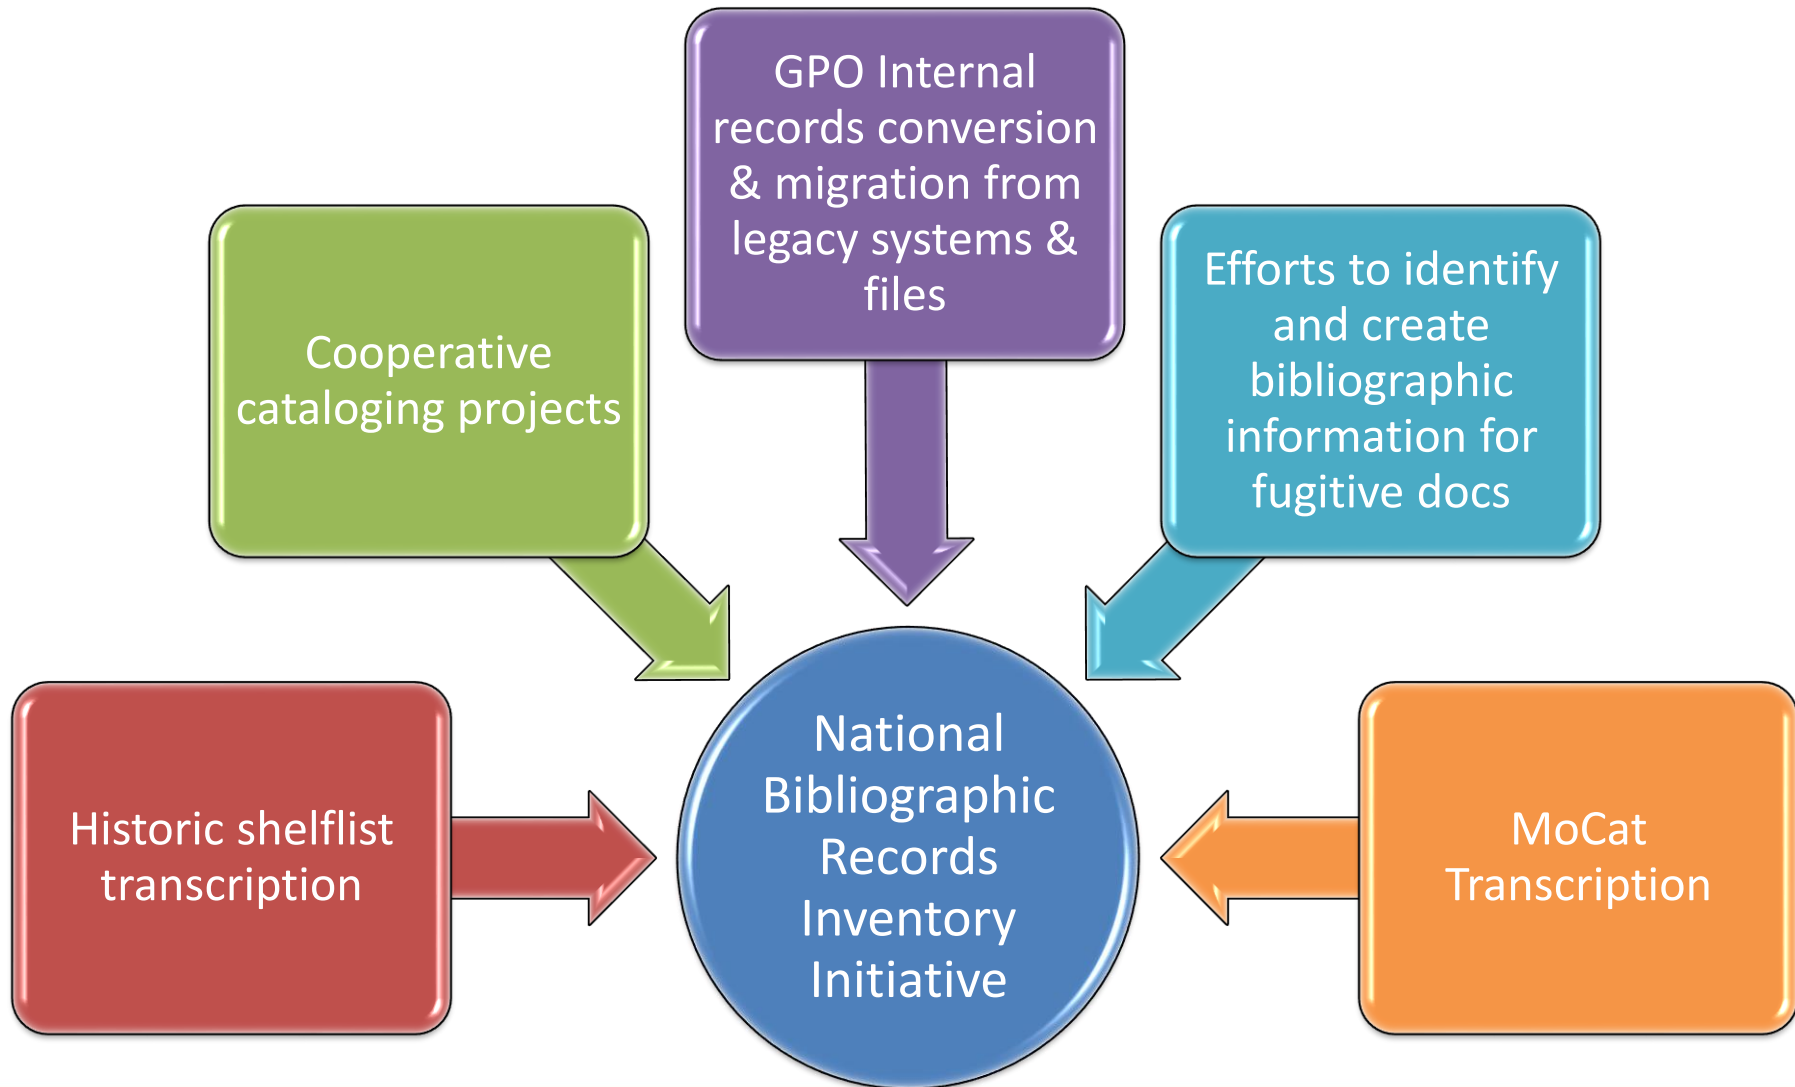 GPO Internal
records conversion
& migration from
legacy systems &
files
Cooperative
cataloging projects
Efforts to identify
and create
bibliographic
information for
fugitive docs
Historic shelflist
transcription
National
Bibliographic
Records
Inventory
Initiative
MoCat
Transcription